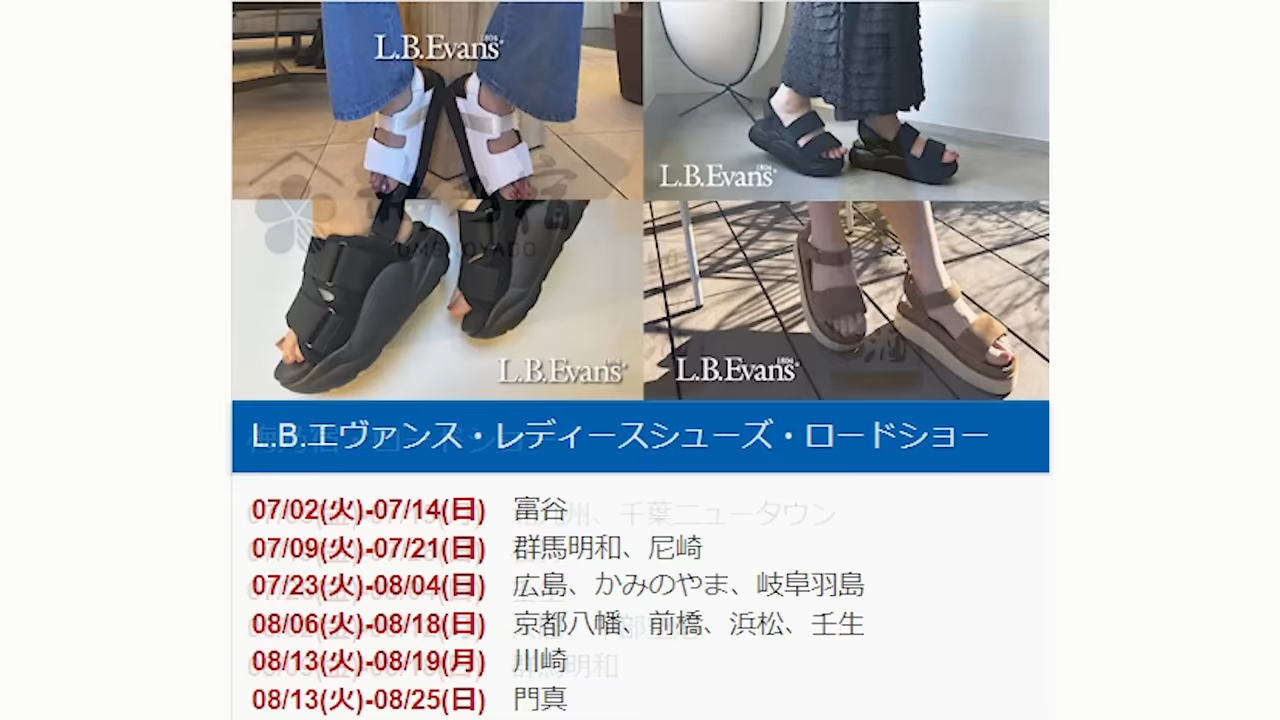 L.B.Evans
L.B.Evans
UMENOYADO
L.B.Evans
L.B.Evans
L.B.エヴァンス・レディースシューズ・ロードショー
07/02(火)-07/14(日) 富谷
07/09(火)-07/21(日) 群馬明和、尼崎
07/23(火)-08/04(日) 広島、かみのやま、岐阜羽島
08/06(火)-08/18(日) 京都八幡、前橋、浜松、壬生
08/13(火)-08/19(月) 川崎
08/13(火)-08/25(日) 門真